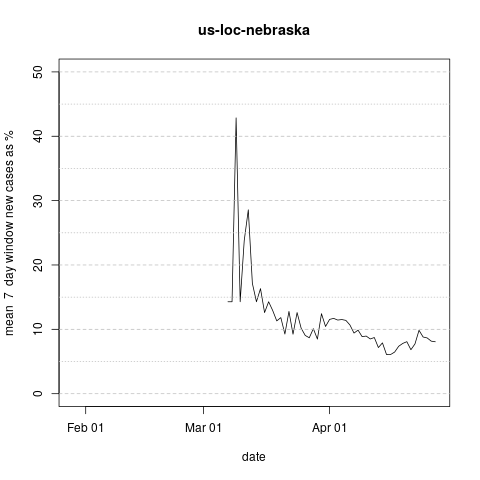 us-loc-nebraska
mean 7 day window new cases as %
50
40
30
20
10
0
Feb 01
Mar 01
Apr 01
date